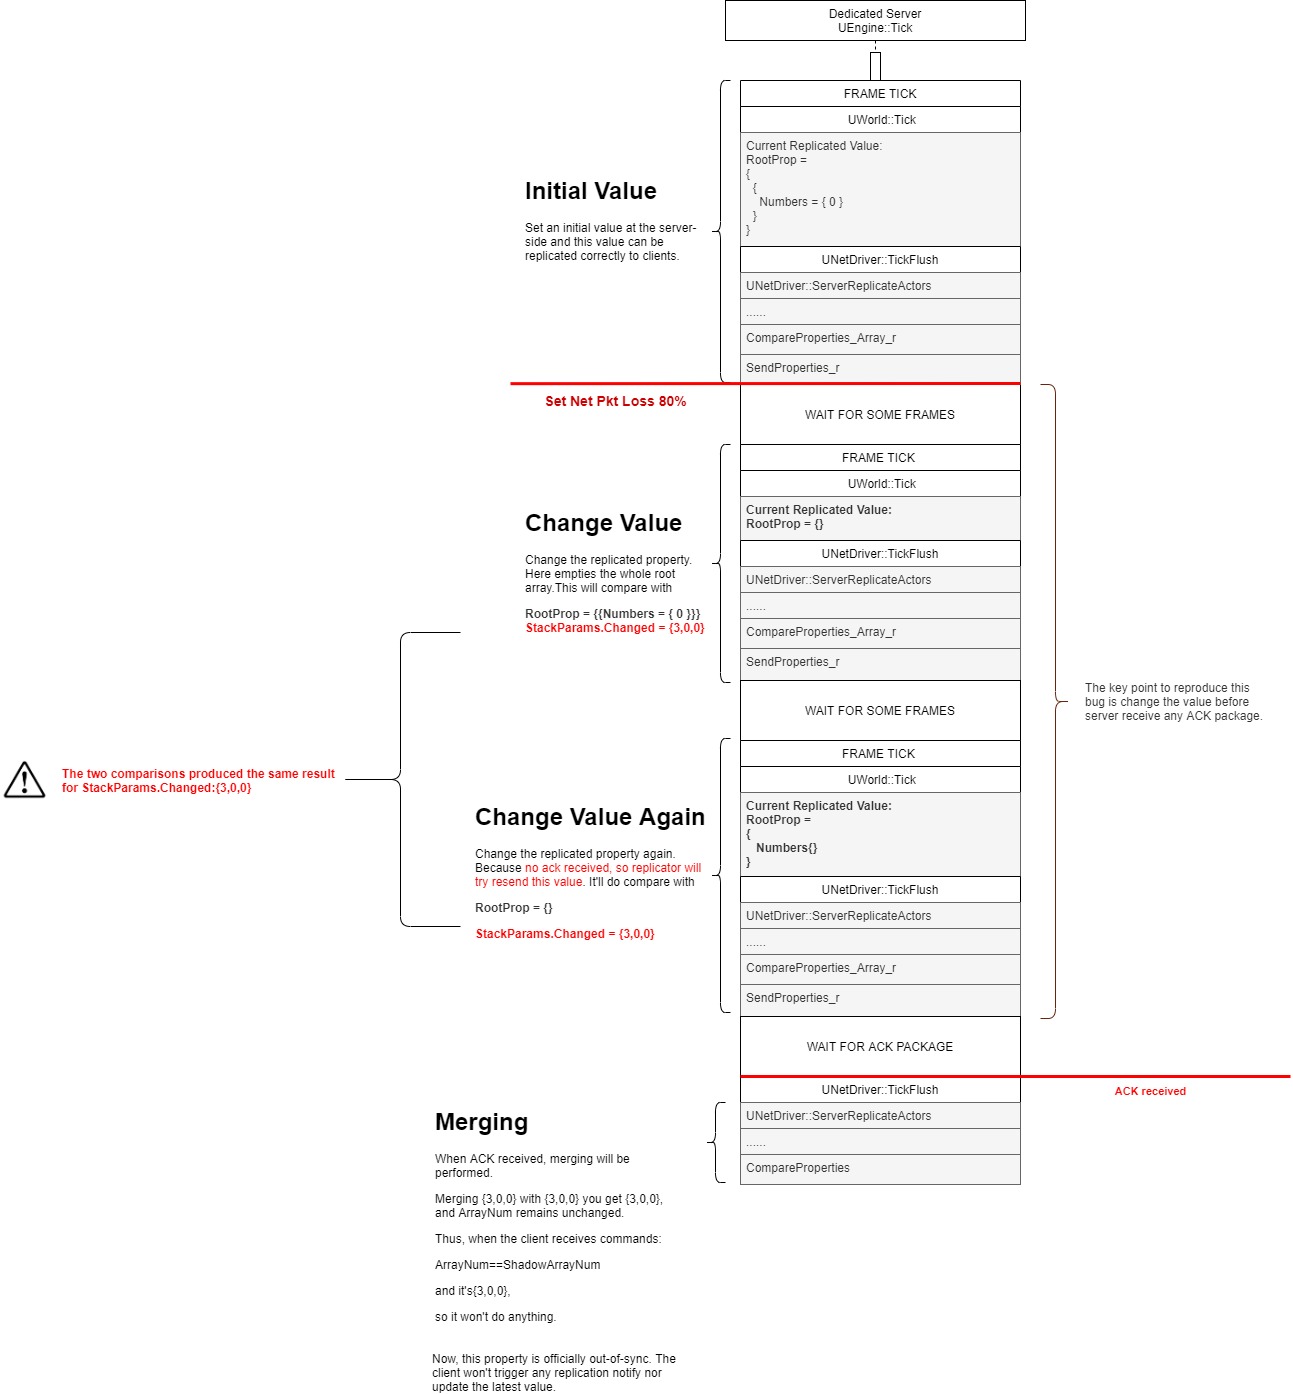 Dedicated Server
UEngine::Tick
FRAME TICK
UWorld::Tick
Current Replicated Value:
RootProp =
{
{
Numbers = { 0 }
}
}
Initial Value
Set an initial value at the server-
side and this value can be
replicated correctly to clients.
UNetDriver::TickFlush
UNetDriver::ServerReplicateActors
......
CompareProperties_Array_r
SendProperties_r
Set Net Pkt Loss 80%
WAIT FOR SOME FRAMES
FRAME TICK
UWorld::Tick
Current Replicated Value:
RootProp = {}
Change Value
Change the replicated property.
Here empties the whole root
array.This will compare with
RootProp = {{Numbers = { 0 }}}
StackParams.Changed = {3,0,0}
UNetDriver::TickFlush
UNetDriver::ServerReplicateActors
......
CompareProperties_Array_r
SendProperties_r
WAIT FOR SOME FRAMES
The key point to reproduce this
bug is change the value before
server receive any ACK package.
The two comparisons produced the same result
for StackParams.Changed:{3,0,0}
FRAME TICK
UWorld::Tick
Current Replicated Value:
RootProp =
{
Numbers{}
}
Change Value Again
Change the replicated property again.
Because no ack received, so replicator will
try resend this value. It'll do compare with
RootProp = {}
StackParams.Changed = {3,0,0}
UNetDriver::TickFlush
UNetDriver::ServerReplicateActors
......
CompareProperties_Array_r
SendProperties_r
WAIT FOR ACK PACKAGE
ACK received
UNetDriver::TickFlush
UNetDriver::ServerReplicateActors
......
CompareProperties
Merging
When ACK received, merging will be
performed.
Merging {3,0,0} with {3,0,0} you get {3,0,0},
and ArrayNum remains unchanged.
Thus, when the client receives commands:
ArrayNum==ShadowArrayNum
and it's{3,0,0},
so it won't do anything.
Now, this property is officially out-of-sync. The
client won't trigger any replication notify nor
update the latest value.